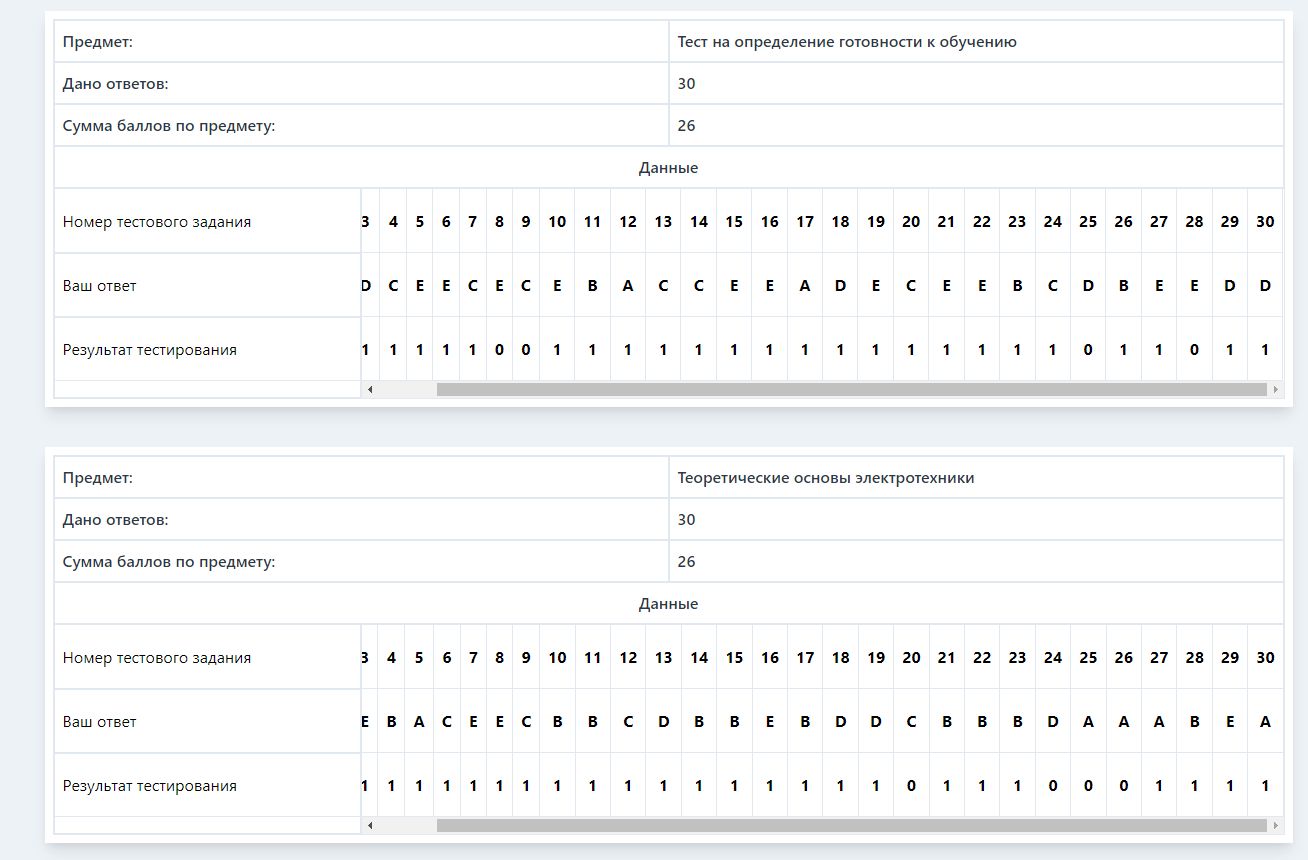 Предмет: Тест на определение готовности к обучению
Дано ответов: 30
Сумма баллов по предмету: 26
Данные
Номер тестового задания 3 4 5 6 7 8 9 10 11 12 13 14 15 16 17 18 19 20 21 22 23 24 25 26 27 28 29 30
Ваш ответ D C E E C E C E B A C C E E A D E C E E B C D B E E D D
Результат тестирования 1 1 1 1 1 0 0 1 1 1 1 1 1 1 1 1 1 1 1 1 1 1 0 1 1 0 1 1
Предмет: Теоретические основы электротехники
Дано ответов: 30
Сумма баллов по предмету: 26
Данные
Номер тестового задания 3 4 5 6 7 8 9 10 11 12 13 14 15 16 17 18 19 20 21 22 23 24 25 26 27 28 29 30
Ваш ответ E B A C E E C B B C D B B E B D D C B B B D A A A B E A
Результат тестирования 1 1 1 1 1 1 1 1 1 1 1 1 1 1 1 1 1 0 1 1 1 0 0 0 1 1 1 1